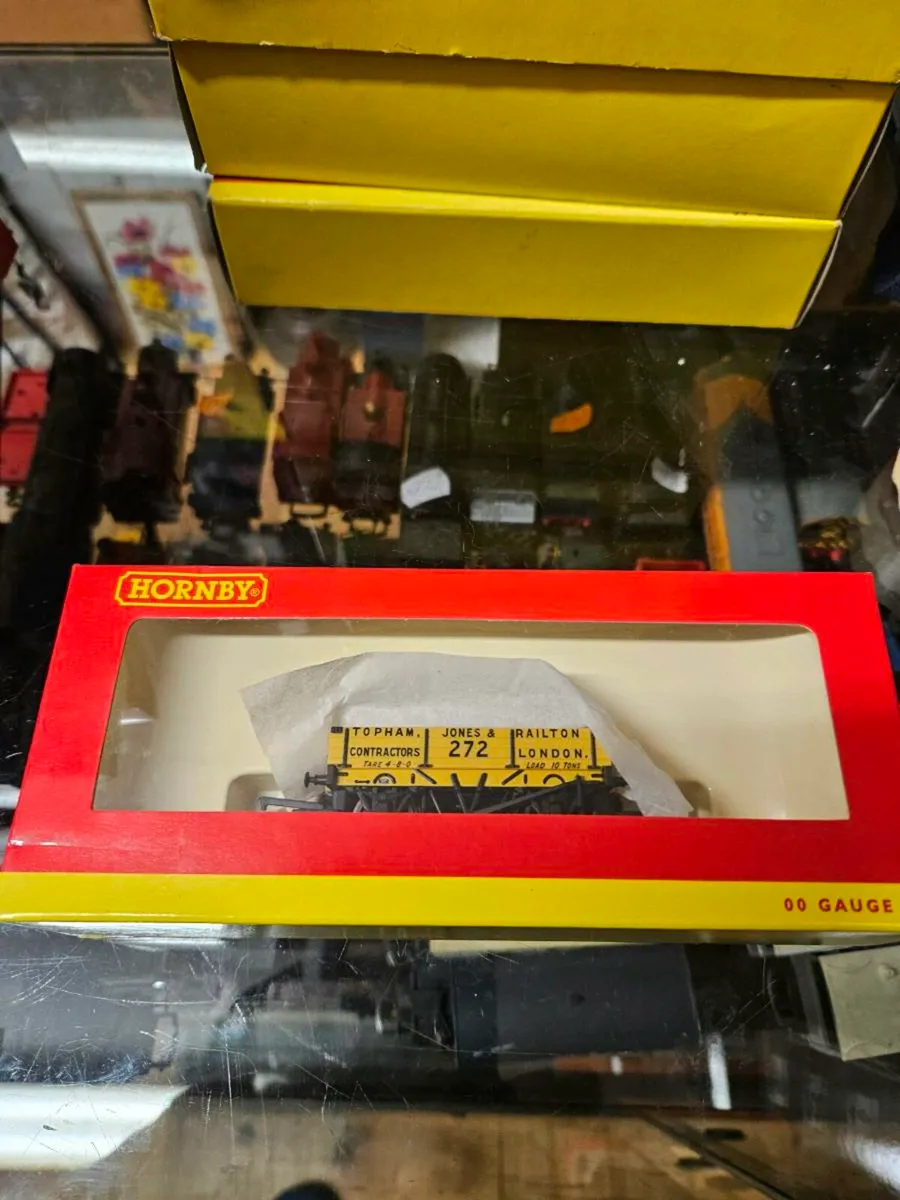 HORNBY®
TOPHAM, JONES & RAILTON
CONTRACTORS 272 LONDON.
TARE 4-8-0 LOAD 10 TONS
00 GAUGE